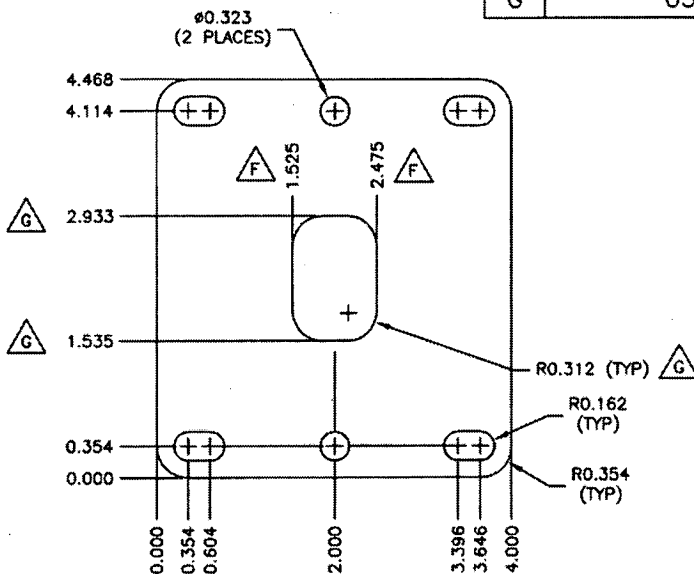 G 05
ø0.323
(2 PLACES)
4.468
4.114
F
1.525
2.475
F
G
2.933
G
1.535
R0.312 (TYP)
G
R0.162
(TYP)
0.354
0.000
R0.354
(TYP)
0.000
0.354
0.604
2.000
3.396
3.646
4.000